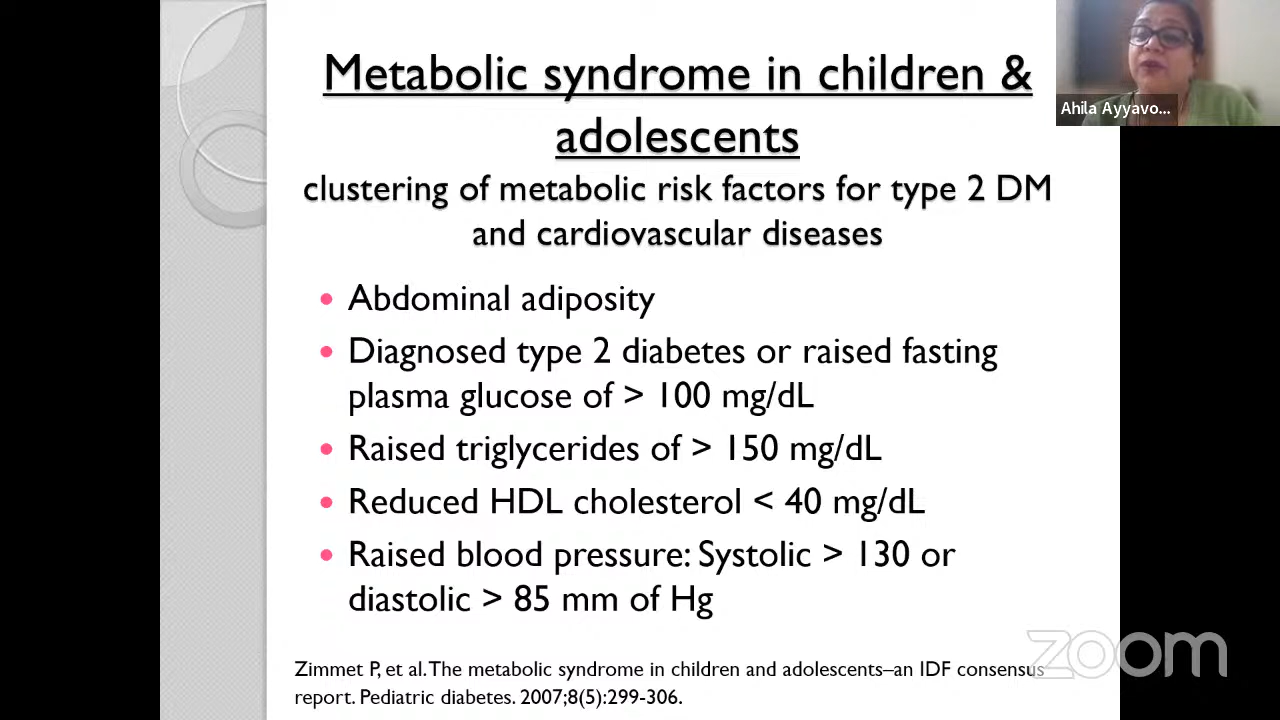 Metabolic syndrome in children &
adolescents
clustering of metabolic risk factors for type 2 DM
and cardiovascular diseases
• Abdominal adiposity
• Diagnosed type 2 diabetes or raised fasting
plasma glucose of > 100 mg/dL
• Raised triglycerides of > 150 mg/dL
• Reduced HDL cholesterol < 40 mg/dL
• Raised blood pressure: Systolic > 130 or
diastolic > 85 mm of Hg
Zimmet P, et al. The metabolic syndrome in children and adolescents–an IDF consensus
report. Pediatric diabetes. 2007;8(5):299-306.
Ahila Ayyavo...
zoom